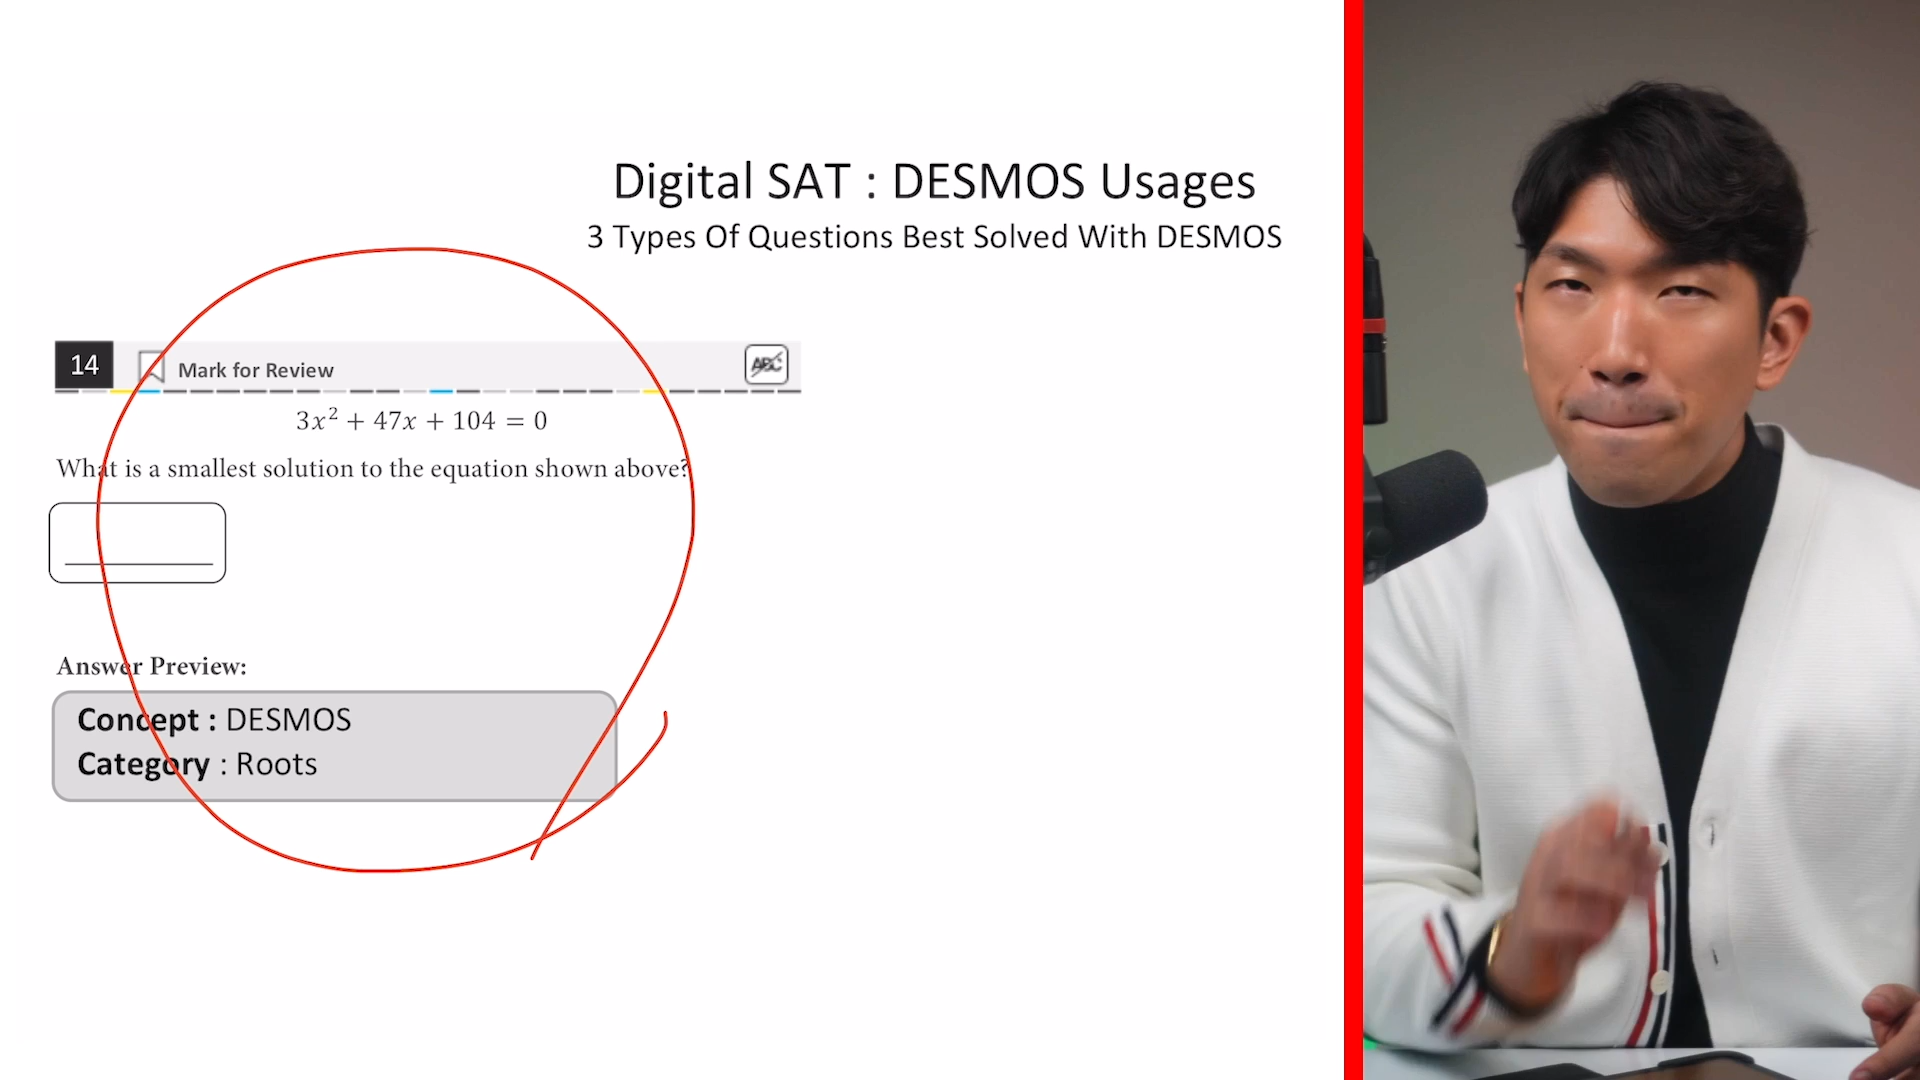 Digital SAT : DESMOS Usages
3 Types Of Questions Best Solved With DESMOS
14 Mark for Review ABC
3x² + 47x + 104 = 0
What is a smallest solution to the equation shown above?
Answer Preview:
Concept : DESMOS
Category : Roots